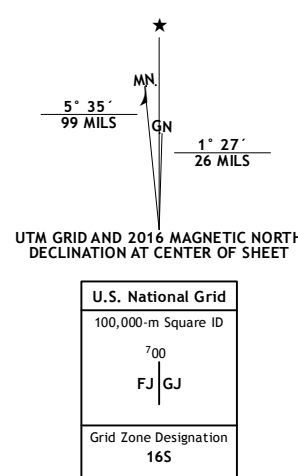 ★
MN.
5° 35´
99 MILS
GN
1° 27´
26 MILS
UTM GRID AND 2016 MAGNETIC NORTH
DECLINATION AT CENTER OF SHEET
U.S. National Grid
100,000-m Square ID
⁷00
FJ GJ
Grid Zone Designation
16S